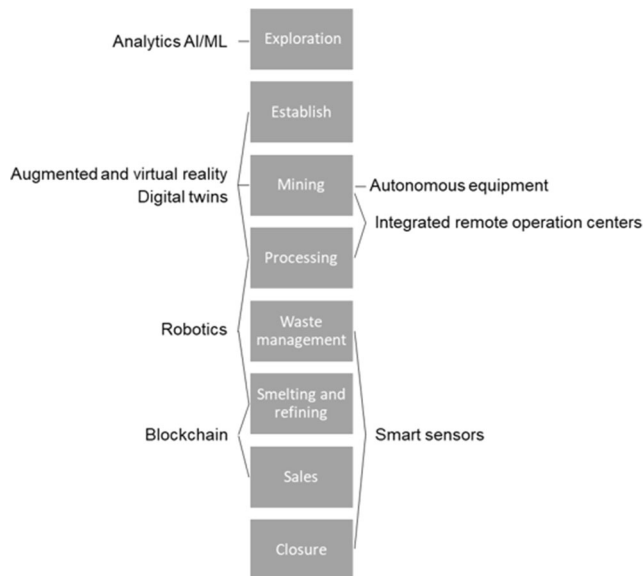 Analytics AI/ML
Exploration
Establish
Augmented and virtual reality
Digital twins
Mining
Autonomous equipment
Integrated remote operation centers
Processing
Robotics
Waste
management
Smelting and
refining
Blockchain
Smart sensors
Sales
Closure